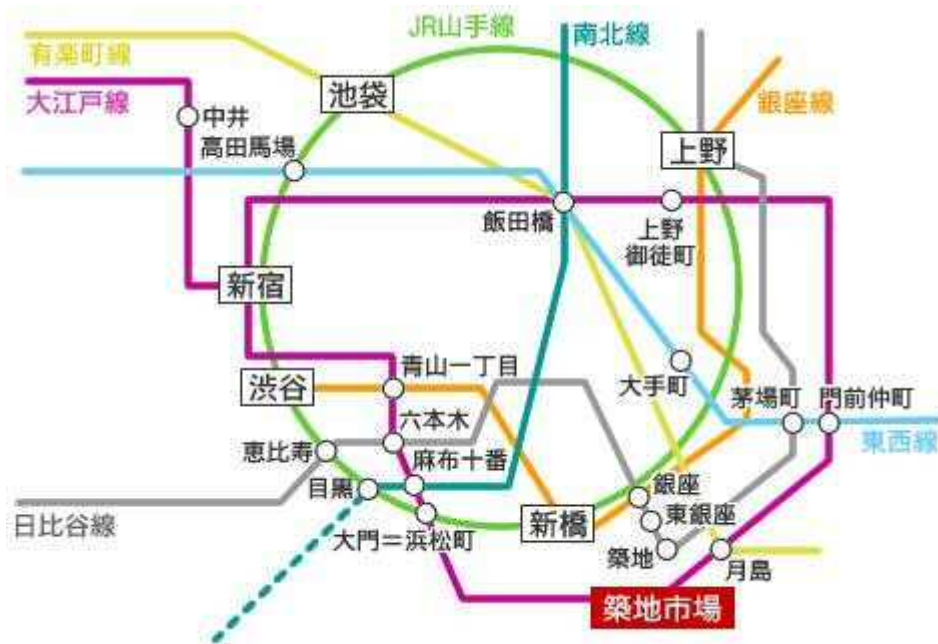 JR山手線
南北線
有楽町線
池袋
大江戸線
銀座線
中井
高田馬場
上野
飯田橋
上野
御徒町
新宿
青山一丁目
渋谷
大手町
茅場町
門前仲町
六本木
東西線
恵比寿
麻布十番
目黒
銀座
日比谷線
大門=浜松町
新橋
東銀座
築地
月島
築地市場